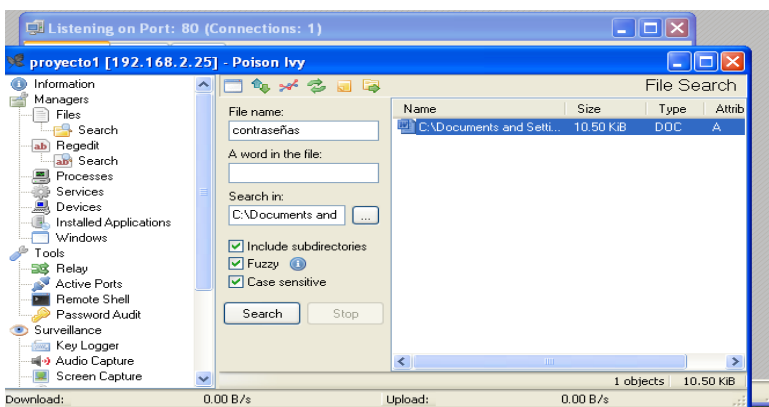 Listening on Port: 80 (Connections: 1)
proyecto1 [192.168.2.25] - Poison Ivy
Information
Managers
Files
Search
Regedit
Search
Processes
Services
Devices
Installed Applications
Windows
Tools
Relay
Active Ports
Remote Shell
Password Audit
Surveillance
Key Logger
Audio Capture
Screen Capture
File Search
File name:
contraseñas
A word in the file:
Search in:
C:\Documents and
...
Include subdirectories
Fuzzy
Case sensitive
Search Stop
Name Size Type Attrib
C:\Documents and Setti... 10.50 KiB DOC A
1 objects 10.50 KiB
Download: 0.00 B/s Upload: 0.00 B/s